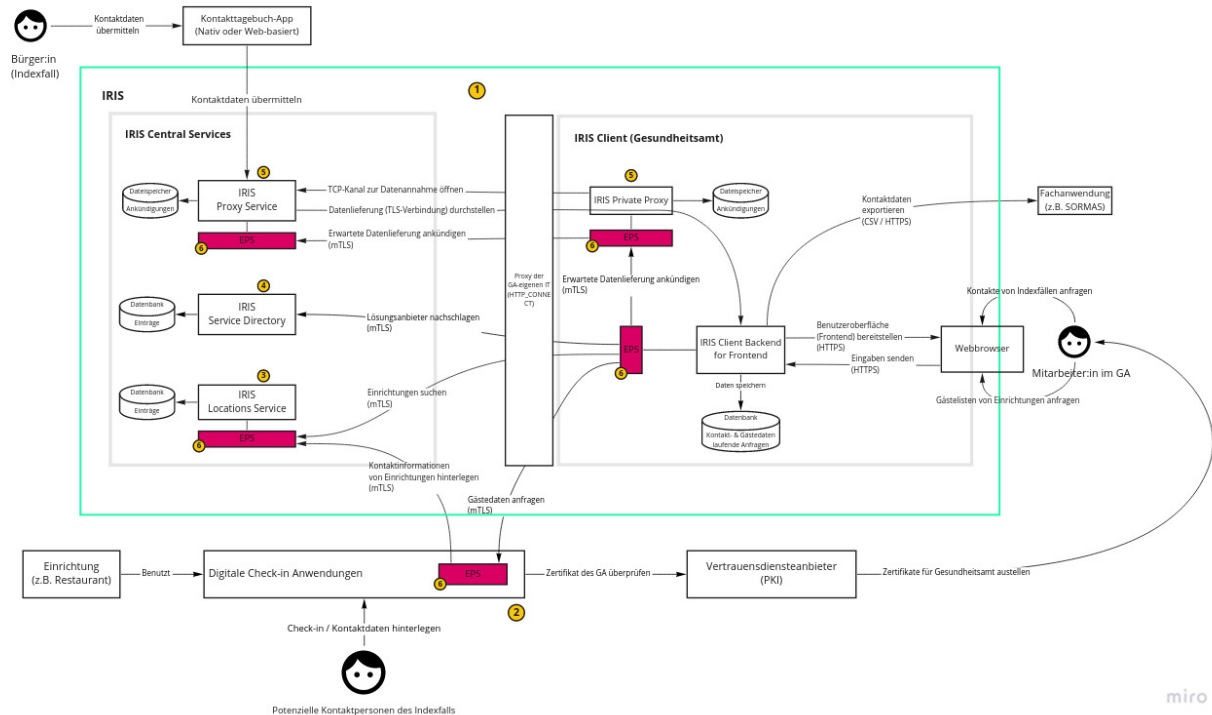 Kontaktdaten
übermitteln
Kontakttagebuch-App
(Nativ oder Web-basiert)
Bürger:in
(Indexfall)
IRIS
1
Kontaktdaten übermitteln
IRIS Central Services
IRIS Client (Gesundheitsamt)
5
Dateispeicher
Ankündigungen
IRIS
Proxy Service
EPS
6
TCP-Kanal zur Datenannahme öffnen
Datenlieferung (TLS-Verbindung) durchstellen
Erwartete Datenlieferung ankündigen
(mTLS)
5
IRIS Private Proxy
EPS
6
Dateispeicher
Ankündigungen
Kontaktdaten
exportieren
(CSV / HTTPS)
Fachanwendung
(z.B. SORMAS)
Proxy der
GA-eigenen IT
(HTTP_CONNE
CT)
Erwartete Datenlieferung ankündigen
(mTLS)
4
Datenbank
Einträge
IRIS
Service Directory
Lösungsanbieter nachschlagen
(mTLS)
EPS
6
IRIS Client Backend
for Frontend
Benutzeroberfläche
(Frontend) bereitstellen
(HTTPS)
Eingaben senden
(HTTPS)
Kontakte von Indexfällen anfragen
Webbrowser
Mitarbeiter:in im GA
Gästelisten von Einrichtungen anfragen
Daten speichern
Datenbank
Kontakt- & Gästedaten
laufende Anfragen
3
Datenbank
Einträge
IRIS
Locations Service
EPS
6
Einrichtungen suchen
(mTLS)
Kontaktinformationen
von Einrichtungen hinterlegen
(mTLS)
Gästedaten anfragen
(mTLS)
Einrichtung
(z.B. Restaurant)
Benutzt
Digitale Check-in Anwendungen
EPS
6
2
Zertifikat des GA überprüfen
Vertrauensdiensteanbieter
(PKI)
Zertifikate für Gesundheitsamt austellen
Check-in / Kontaktdaten hinterlegen
Potenzielle Kontaktpersonen des Indexfalls
miro